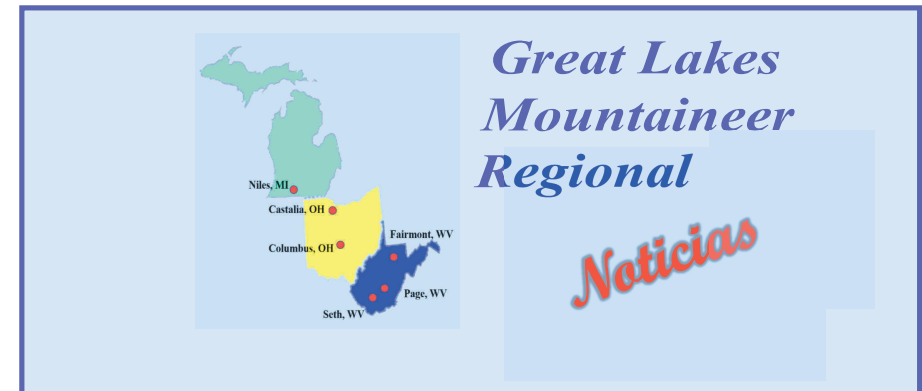 Great Lakes
Mountaineer
Regional
Noticias
Niles, MI
Castalia, OH
Columbus, OH
Fairmont, WV
Page, WV
Seth, WV